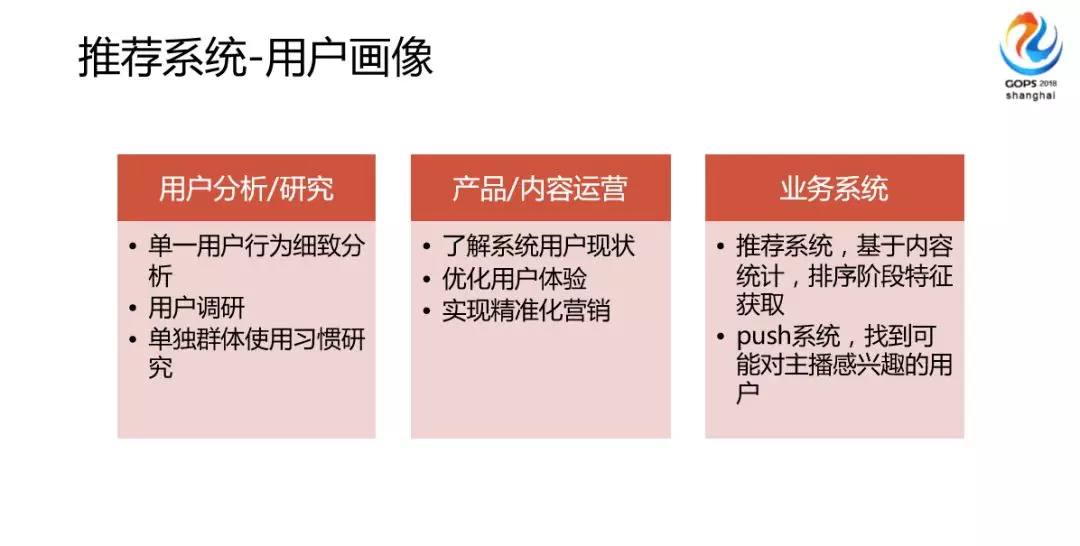 推荐系统-用户画像
GOPS 2018
shanghai
用户分析/研究
• 单一用户行为细致分
析
• 用户调研
• 单独群体使用习惯研
究
产品/内容运营
• 了解系统用户现状
• 优化用户体验
• 实现精准化营销
业务系统
• 推荐系统，基于内容
统计，排序阶段特征
获取
• push系统，找到可
能对主播感兴趣的用
户